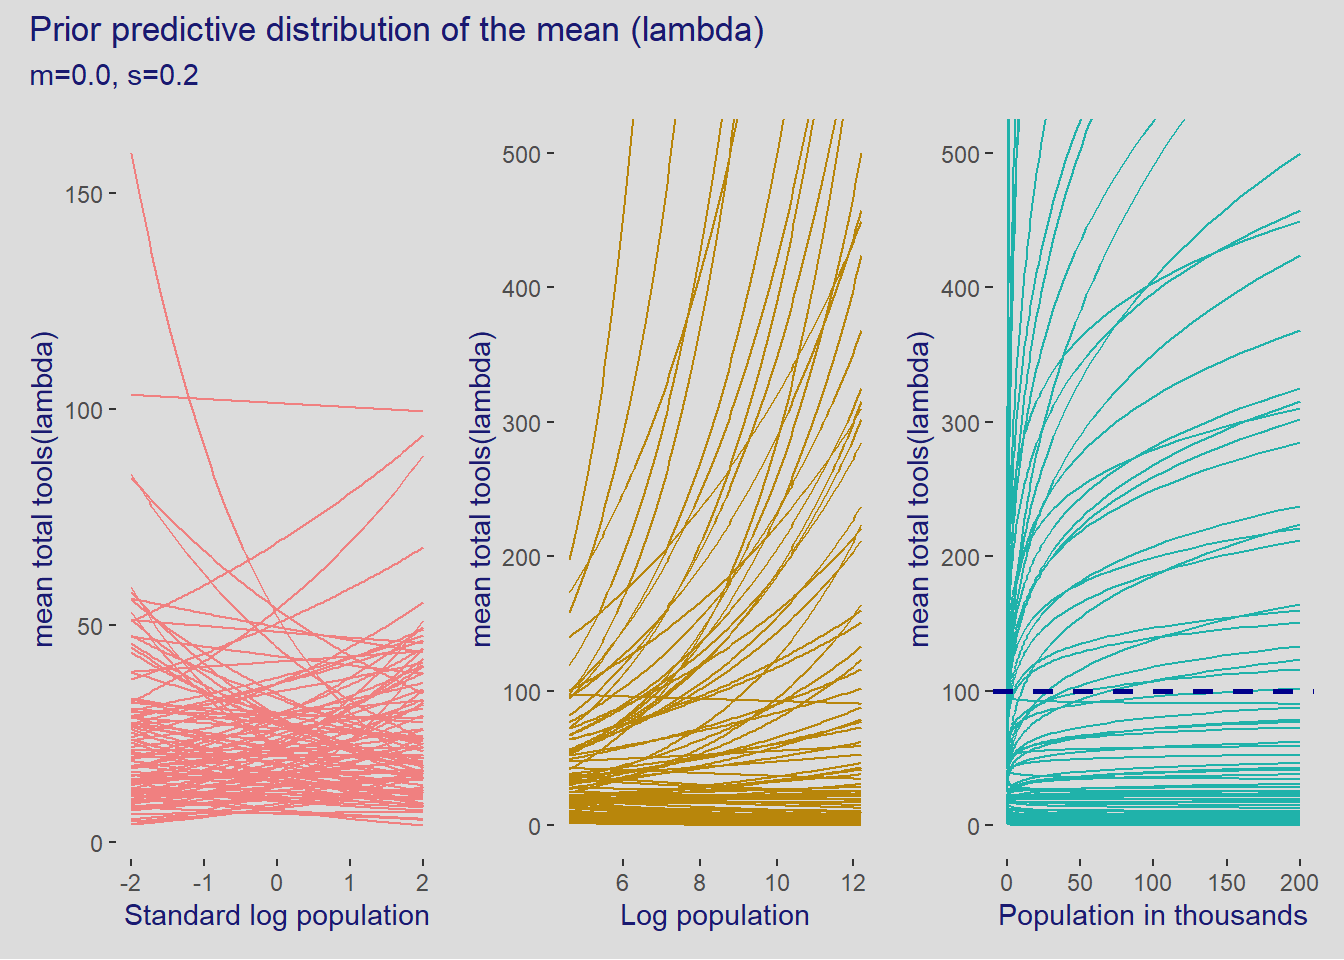 Prior predictive distribution of the mean (lambda)
m=0.0, s=0.2
mean total tools(lambda)
150
100
50
0
-2 -1 0 1 2
Standard log population
mean total tools(lambda)
500
400
300
200
100
0
6 8 10 12
Log population
mean total tools(lambda)
500
400
300
200
100
0
0 50 100 150 200
Population in thousands